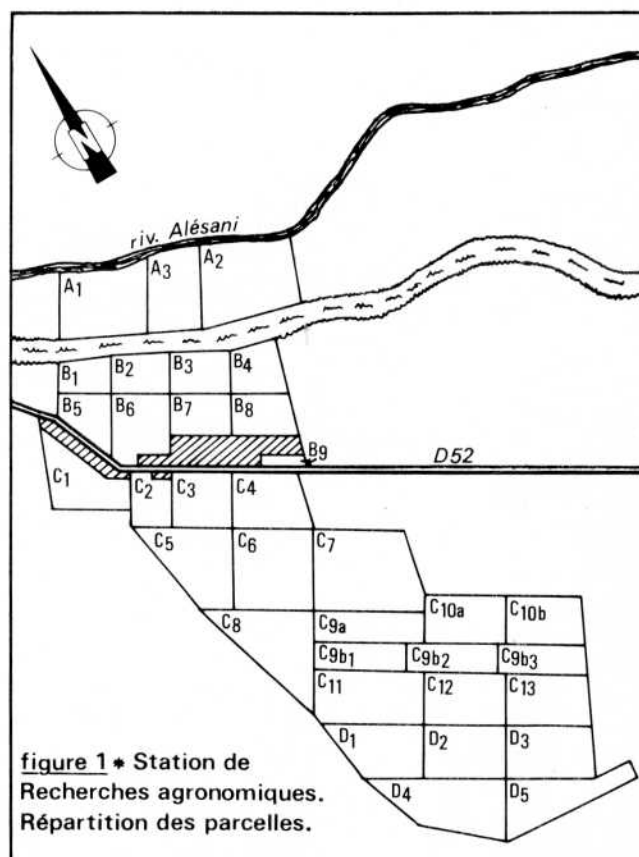 N
riv. Alésani
A1 A3 A2
B1 B2 B3 B4
B5 B6 B7 B8
B9
D52
C1 C2 C3 C4
C5 C6 C7
C8 C9a C10a C10b
C9b1 C9b2 C9b3
C11 C12 C13
D1 D2 D3
D4 D5
figure 1 * Station de
Recherches agronomiques.
Répartition des parcelles.